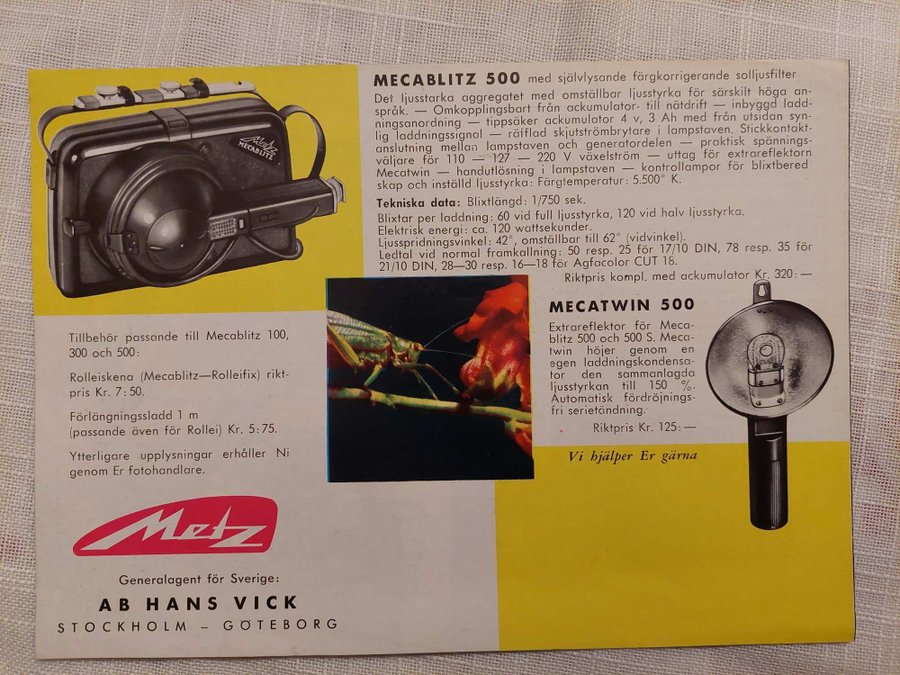 MECABLITZ 500 med självlysande färgkorrigerande solljusfilter
Det ljusstarka aggregatet med omställbar ljusstyrka för särskilt höga an-
språk. — Omkopplingsbart från ackumulator- till nätdrift — inbyggd ladd-
ningsanordning — tippsäker ackumulator 4 v, 3 Ah med från utsidan syn-
lig laddningssignal — räfflad skjutströmbrytare i lampstaven. Stickkontakt-
anslutning mellan lampstaven och generatordelen — praktisk spännings-
väljare för 110 — 127 — 220 V växelström — uttag för extrareflektorn
Mecatwin — handutlösning i lampstaven — kontrollampor för blixtbered
skap och inställd ljusstyrka: Färgtemperatur: 5.500° K.
Tekniska data: Blixtlängd: 1/750 sek.
Blixtar per laddning: 60 vid full ljusstyrka, 120 vid halv ljusstyrka.
Elektrisk energi: ca. 120 wattsekunder.
Ljusspridningsvinkel: 42°, omställbar till 62° (vidvinkel).
Ledtal vid normal framkallning: 50 resp. 25 för 17/10 DIN, 78 resp. 35 för
21/10 DIN, 28—30 resp. 16—18 för Agfacolor CUT 18.
Riktpris kompl. med ackumulator Kr. 320:—
Metz
MECABLITZ
MECATWIN 500
Extrareflektor för Meca-
blitz 500 och 500 S. Meca-
twin höjer genom en
egen laddningskondensa-
tor den sammanlagda
ljusstyrkan till 150 %.
Automatisk fördröjnings-
fri serietändning.
Riktpris Kr. 125:—
Vi hjälper Er gärna
Tillbehör passande till Mecablitz 100,
300 och 500:
Rolleiskena (Mecablitz—Rolleifix) rikt-
pris Kr. 7:50.
Förlängningssladd 1 m
(passande även för Rollei) Kr. 5:75.
Ytterligare upplysningar erhåller Ni
genom Er fotohandlare.
Metz
Generalagent för Sverige:
AB HANS VICK
STOCKHOLM – GÖTEBORG